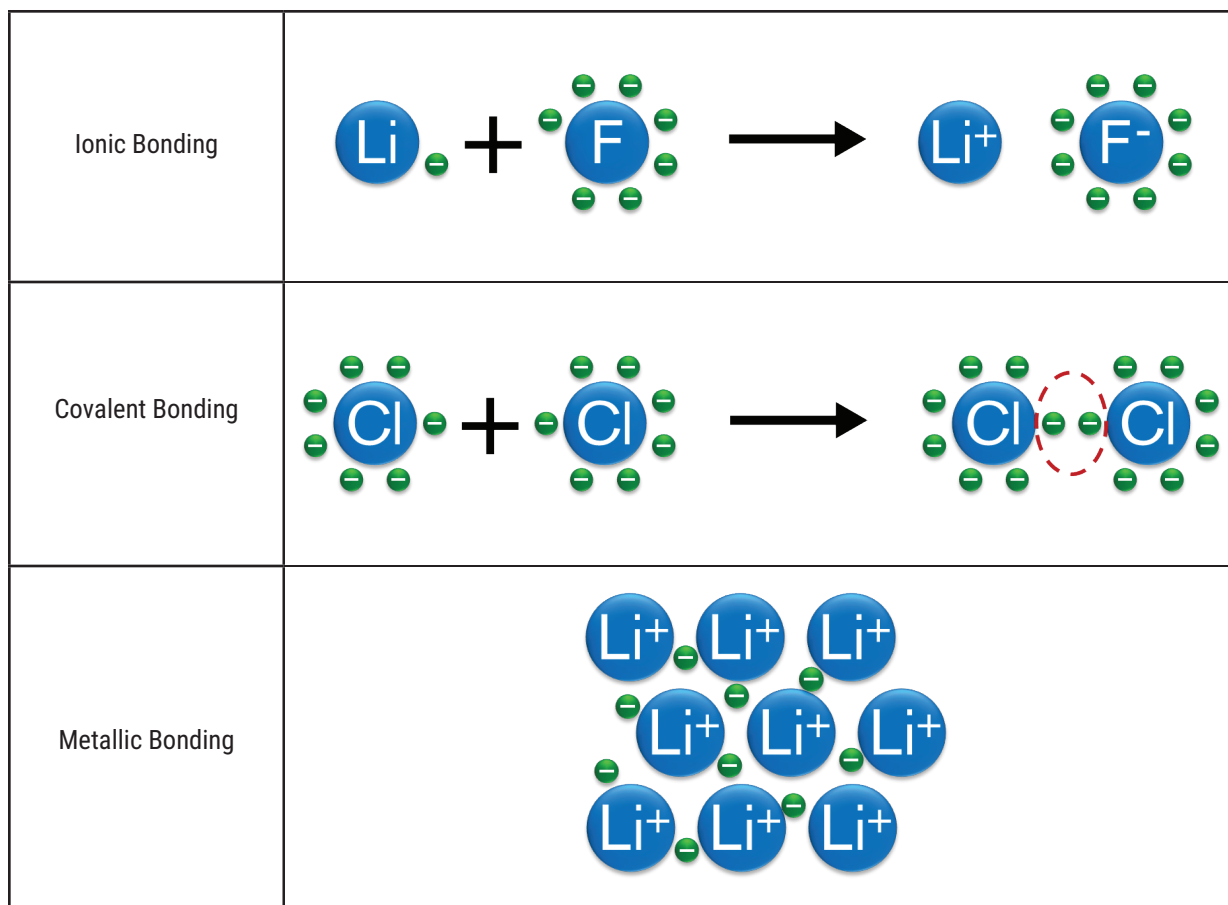 Ionic Bonding
Li + F → Li⁺ F⁻
Covalent Bonding
Cl + Cl → Cl Cl
Metallic Bonding
Li⁺ Li⁺ Li⁺
Li⁺ Li⁺ Li⁺
Li⁺ Li⁺ Li⁺